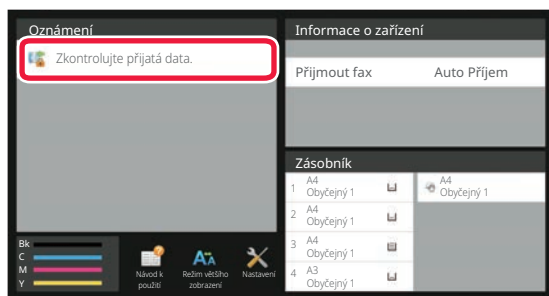 Oznámení
Zkontrolujte přijatá data.
Informace o zařízení
Přijmout fax Auto Příjem
Zásobník
1 A4
Obyčejný 1
A4
Obyčejný 1
2 A4
Obyčejný 1
3 A4
Obyčejný 1
4 A3
Obyčejný 1
Bk
C
M
Y
Návod k
použití
Režim většího
zobrazení
Nastavení